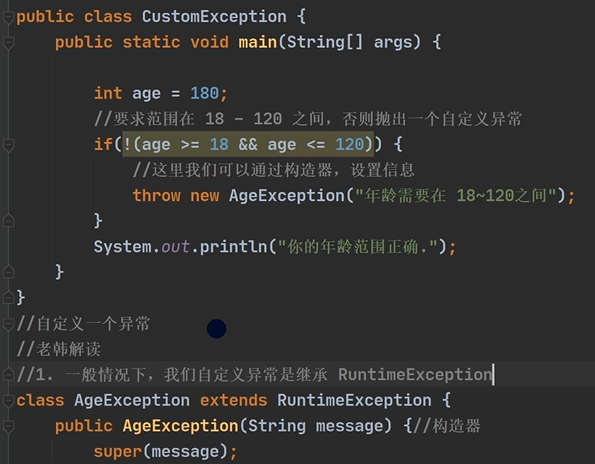 public class CustomException {
public static void main(String[] args) {
int age = 180;
//要求范围在 18 – 120 之间，否则抛出一个自定义异常
if(!(age >= 18 && age <= 120)) {
//这里我们可以通过构造器，设置信息
throw new AgeException("年龄需要在 18~120之间");
}
System.out.println("你的年龄范围正确.");
}
}
//自定义一个异常
//老韩解读
//1. 一般情况下，我们自定义异常是继承 RuntimeException
class AgeException extends RuntimeException {
public AgeException(String message) {//构造器
super(message);